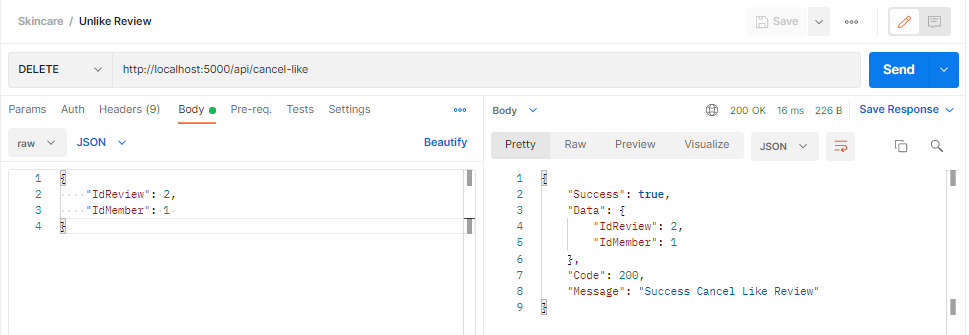 Skincare / Unlike Review
Save
DELETE http://localhost:5000/api/cancel-like Send
Params Auth Headers (9) Body Pre-req. Tests Settings
raw JSON Beautify
1 {
2 "IdReview": 2,
3 "IdMember": 1
4 }
Body 200 OK 16 ms 226 B Save Response
Pretty Raw Preview Visualize JSON
1 {
2 "Success": true,
3 "Data": {
4 "IdReview": 2,
5 "IdMember": 1
6 },
7 "Code": 200,
8 "Message": "Success Cancel Like Review"
9 }